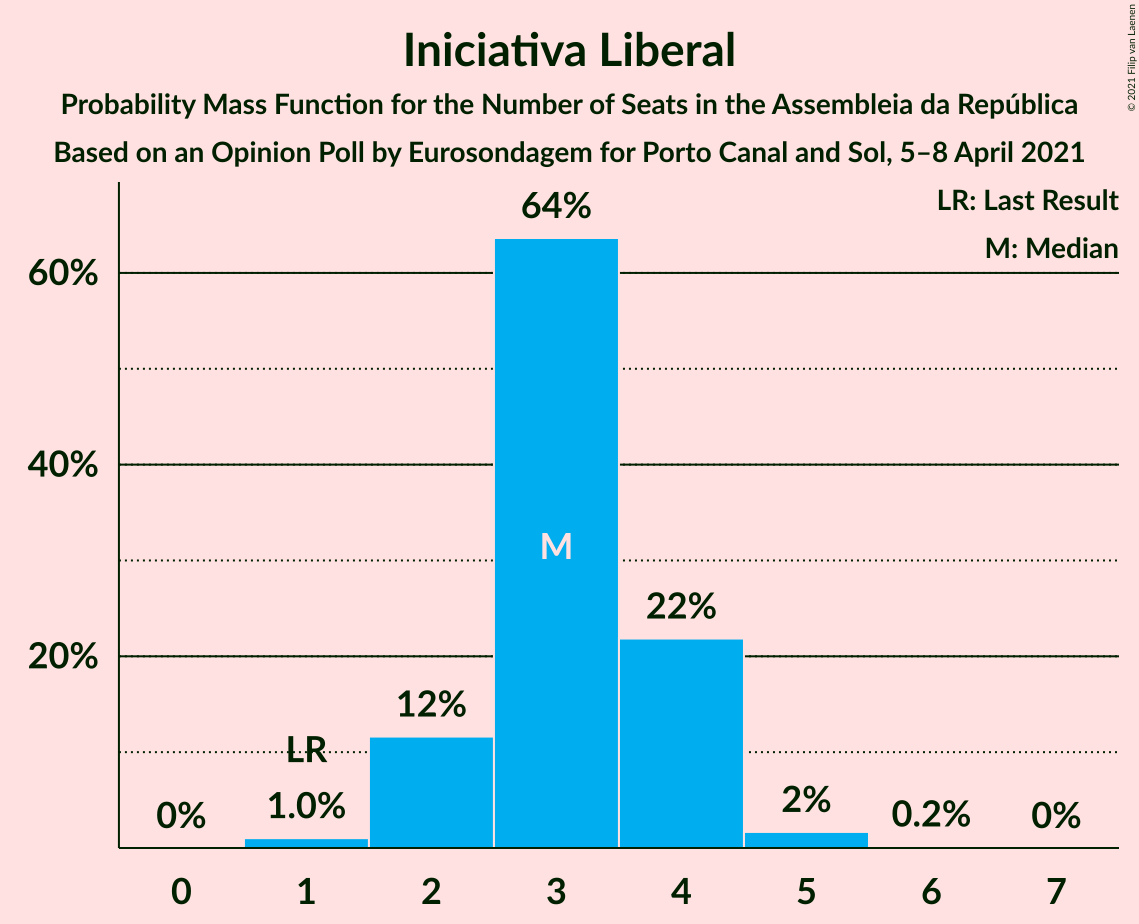 Iniciativa Liberal
Probability Mass Function for the Number of Seats in the Assembleia da República
Based on an Opinion Poll by Eurosondagem for Porto Canal and Sol, 5–8 April 2021
© 2021 Filip van Laenen
LR: Last Result
M: Median
64%
60%
40%
M
22%
20%
12%
LR
0%
1.0%
2%
0.2%
0%
0 1 2 3 4 5 6 7